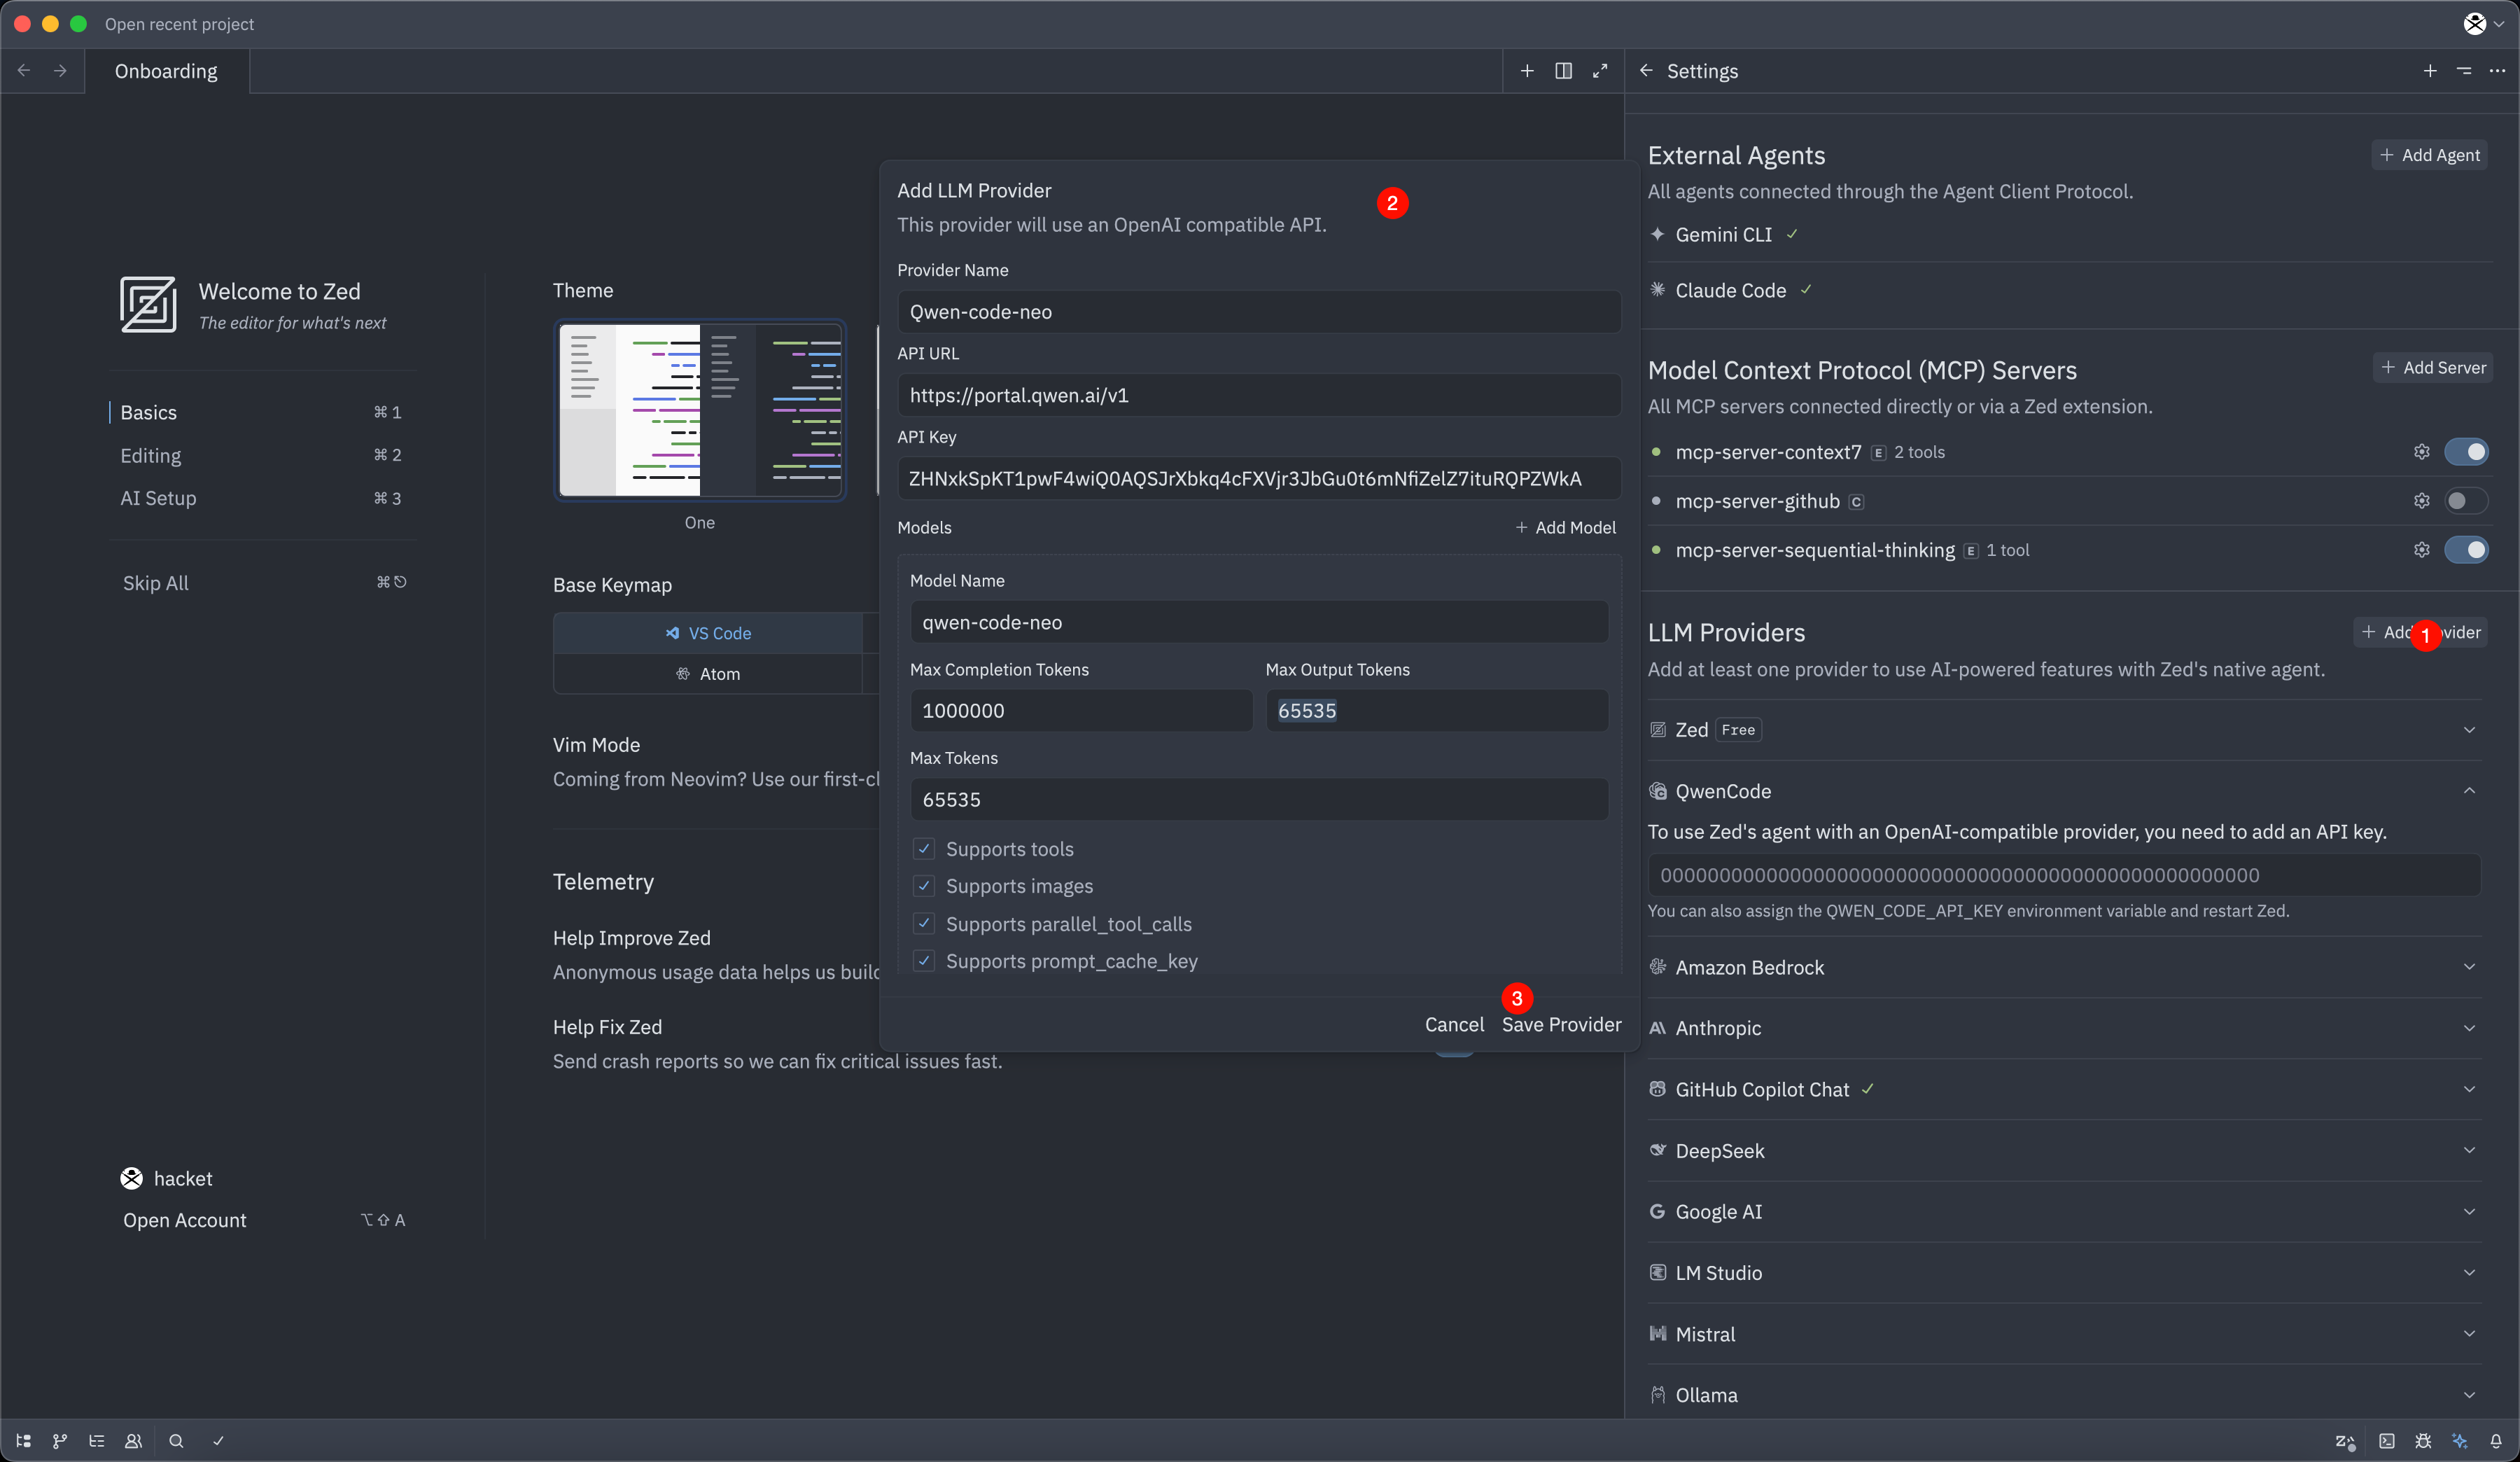 Open recent project
Onboarding
Settings
Welcome to Zed
The editor for what's next
Basics ⌘ 1
Editing ⌘ 2
AI Setup ⌘ 3
Skip All ⌘
hacket
Open Account ⌥⇧ A
Theme
One
Base Keymap
VS Code
Atom
Vim Mode
Coming from Neovim? Use our first-cl
Telemetry
Help Improve Zed
Anonymous usage data helps us build
Help Fix Zed
Send crash reports so we can fix critical issues fast.
Add LLM Provider
2
This provider will use an OpenAI compatible API.
Provider Name
Qwen-code-neo
API URL
https://portal.qwen.ai/v1
API Key
ZHNxkSpKT1pwF4wiQ0AQSJrXbkq4cFXVjr3JbGu0t6mNfiZelZ7ituRQPZWkA
Models + Add Model
Model Name
qwen-code-neo
Max Completion Tokens Max Output Tokens
1000000 65535
Max Tokens
65535
Supports tools
Supports images
Supports parallel_tool_calls
Supports prompt_cache_key
3
Cancel Save Provider
External Agents + Add Agent
All agents connected through the Agent Client Protocol.
Gemini CLI
Claude Code
Model Context Protocol (MCP) Servers + Add Server
All MCP servers connected directly or via a Zed extension.
mcp-server-context7 E 2 tools
mcp-server-github C
mcp-server-sequential-thinking E 1 tool
LLM Providers + Add 1 vider
Add at least one provider to use AI-powered features with Zed's native agent.
Zed Free
QwenCode
To use Zed's agent with an OpenAI-compatible provider, you need to add an API key.
000000000000000000000000000000000000000000000000000
You can also assign the QWEN_CODE_API_KEY environment variable and restart Zed.
Amazon Bedrock
Anthropic
GitHub Copilot Chat
DeepSeek
Google AI
LM Studio
Mistral
Ollama